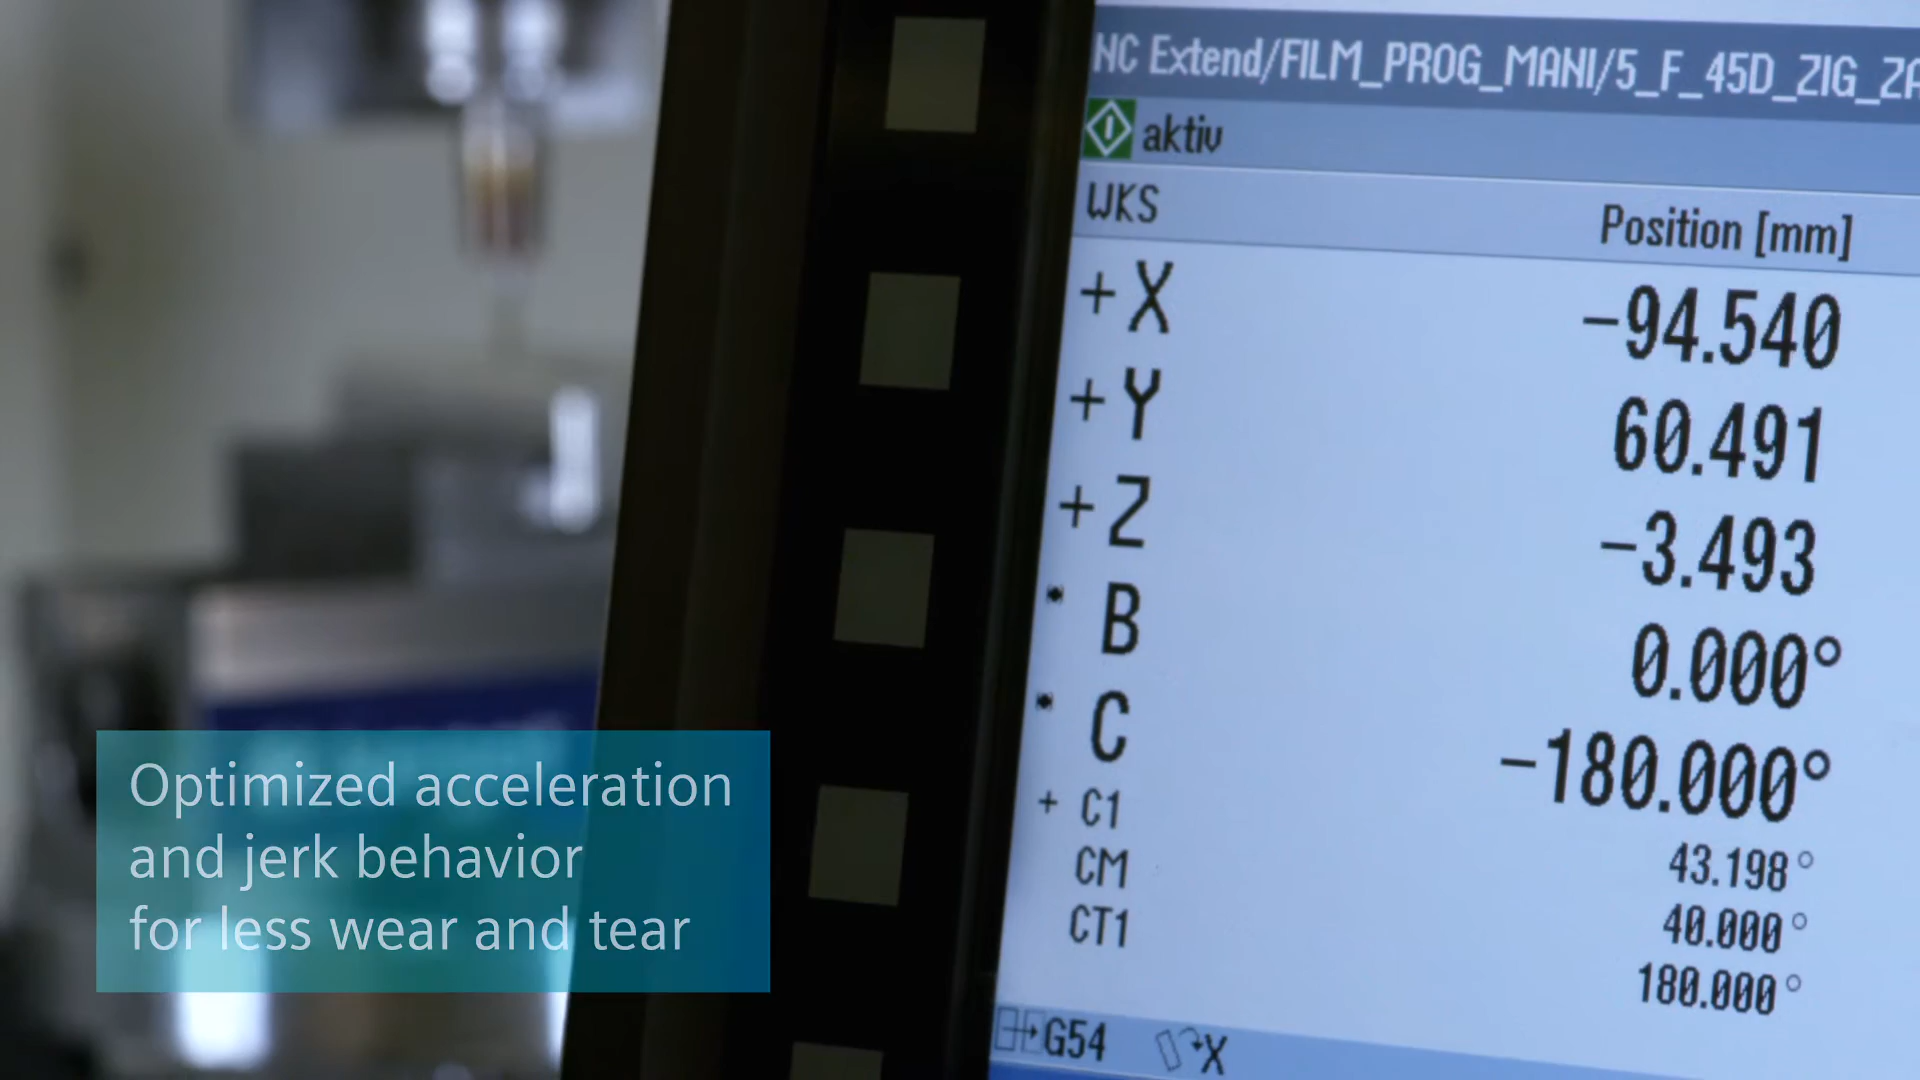 NC Extend/FILM_PROG_MANI/5_F_45D_ZIG_ZA
aktiv
WKS Position [mm]
+ X -94.540
+ Y 60.491
+ Z -3.493
B 0.000°
C -180.000°
+ C1 43.198°
CM 40.000°
CT1 180.000°
G54 X
Optimized acceleration
and jerk behavior
for less wear and tear